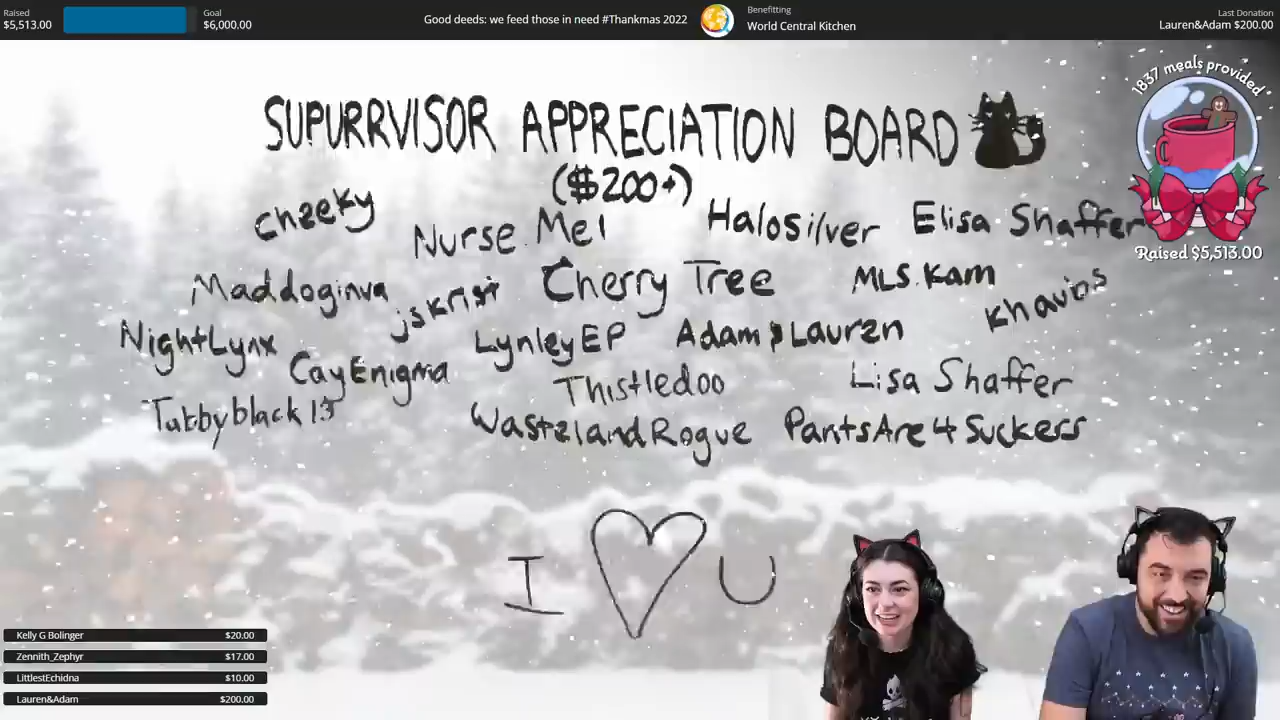 Raised
$5,513.00
Goal
$6,000.00
Good deeds: we feed those in need #Thankmas 2022
Benefitting
World Central Kitchen
Last Donation
Lauren&Adam $200.00
1837 meals provided
Raised $5,513.00
SUPURRVISOR APPRECIATION BOARD
($200+)
Cheeky
Nurse Mel
Halosilver
Elisa Shaffer
Maddoginva
jskrist
Cherry Tree
MLS.Kam
Khavios
NightLynx
CayEnigma
LynleyEP
Adam & Lauren
Thistledoo
Lisa Shaffer
Tabbyblack13
WastelandRogue
PantsAre4Suckers
I U
Kelly G Bolinger $20.00
Zennith_Zephyr $17.00
LittlestEchidna $10.00
Lauren&Adam $200.00